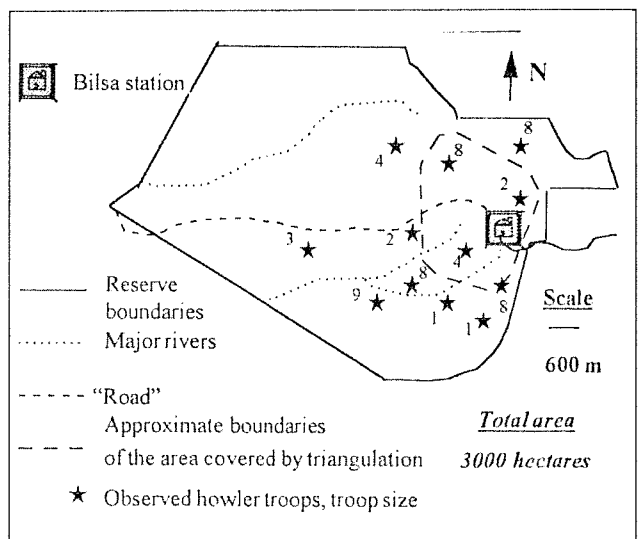 N
Bilsa station
8
4
8
2
3
2
4
8
9
1
8
1
Reserve
boundaries
Major rivers
Scale
600 m
"Road"
Approximate boundaries
of the area covered by triangulation
Total area
3000 hectares
Observed howler troops, troop size